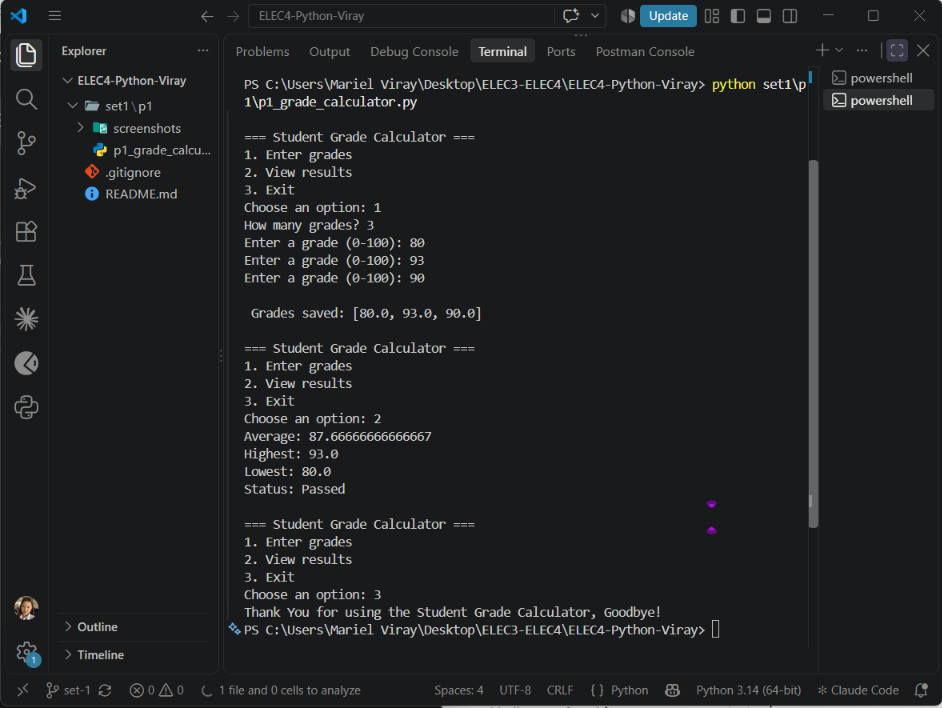 ELEC4-Python-Viray
Update
Explorer
ELEC4-Python-Viray
set1\p1
screenshots
p1_grade_calcu...
.gitignore
README.md
Outline
Timeline
Problems Output Debug Console Terminal Ports Postman Console
PS C:\Users\Mariel Viray\Desktop\ELEC3-ELEC4\ELEC4-Python-Viray> python set1\p
1\p1_grade_calculator.py
=== Student Grade Calculator ===
1. Enter grades
2. View results
3. Exit
Choose an option: 1
How many grades? 3
Enter a grade (0-100): 80
Enter a grade (0-100): 93
Enter a grade (0-100): 90
Grades saved: [80.0, 93.0, 90.0]
=== Student Grade Calculator ===
1. Enter grades
2. View results
3. Exit
Choose an option: 2
Average: 87.66666666666667
Highest: 93.0
Lowest: 80.0
Status: Passed
=== Student Grade Calculator ===
1. Enter grades
2. View results
3. Exit
Choose an option: 3
Thank You for using the Student Grade Calculator, Goodbye!
PS C:\Users\Mariel Viray\Desktop\ELEC3-ELEC4\ELEC4-Python-Viray>
powershell
powershell
1
set-1 0 0 1 file and 0 cells to analyze Spaces: 4 UTF-8 CRLF { } Python Python 3.14 (64-bit) Claude Code